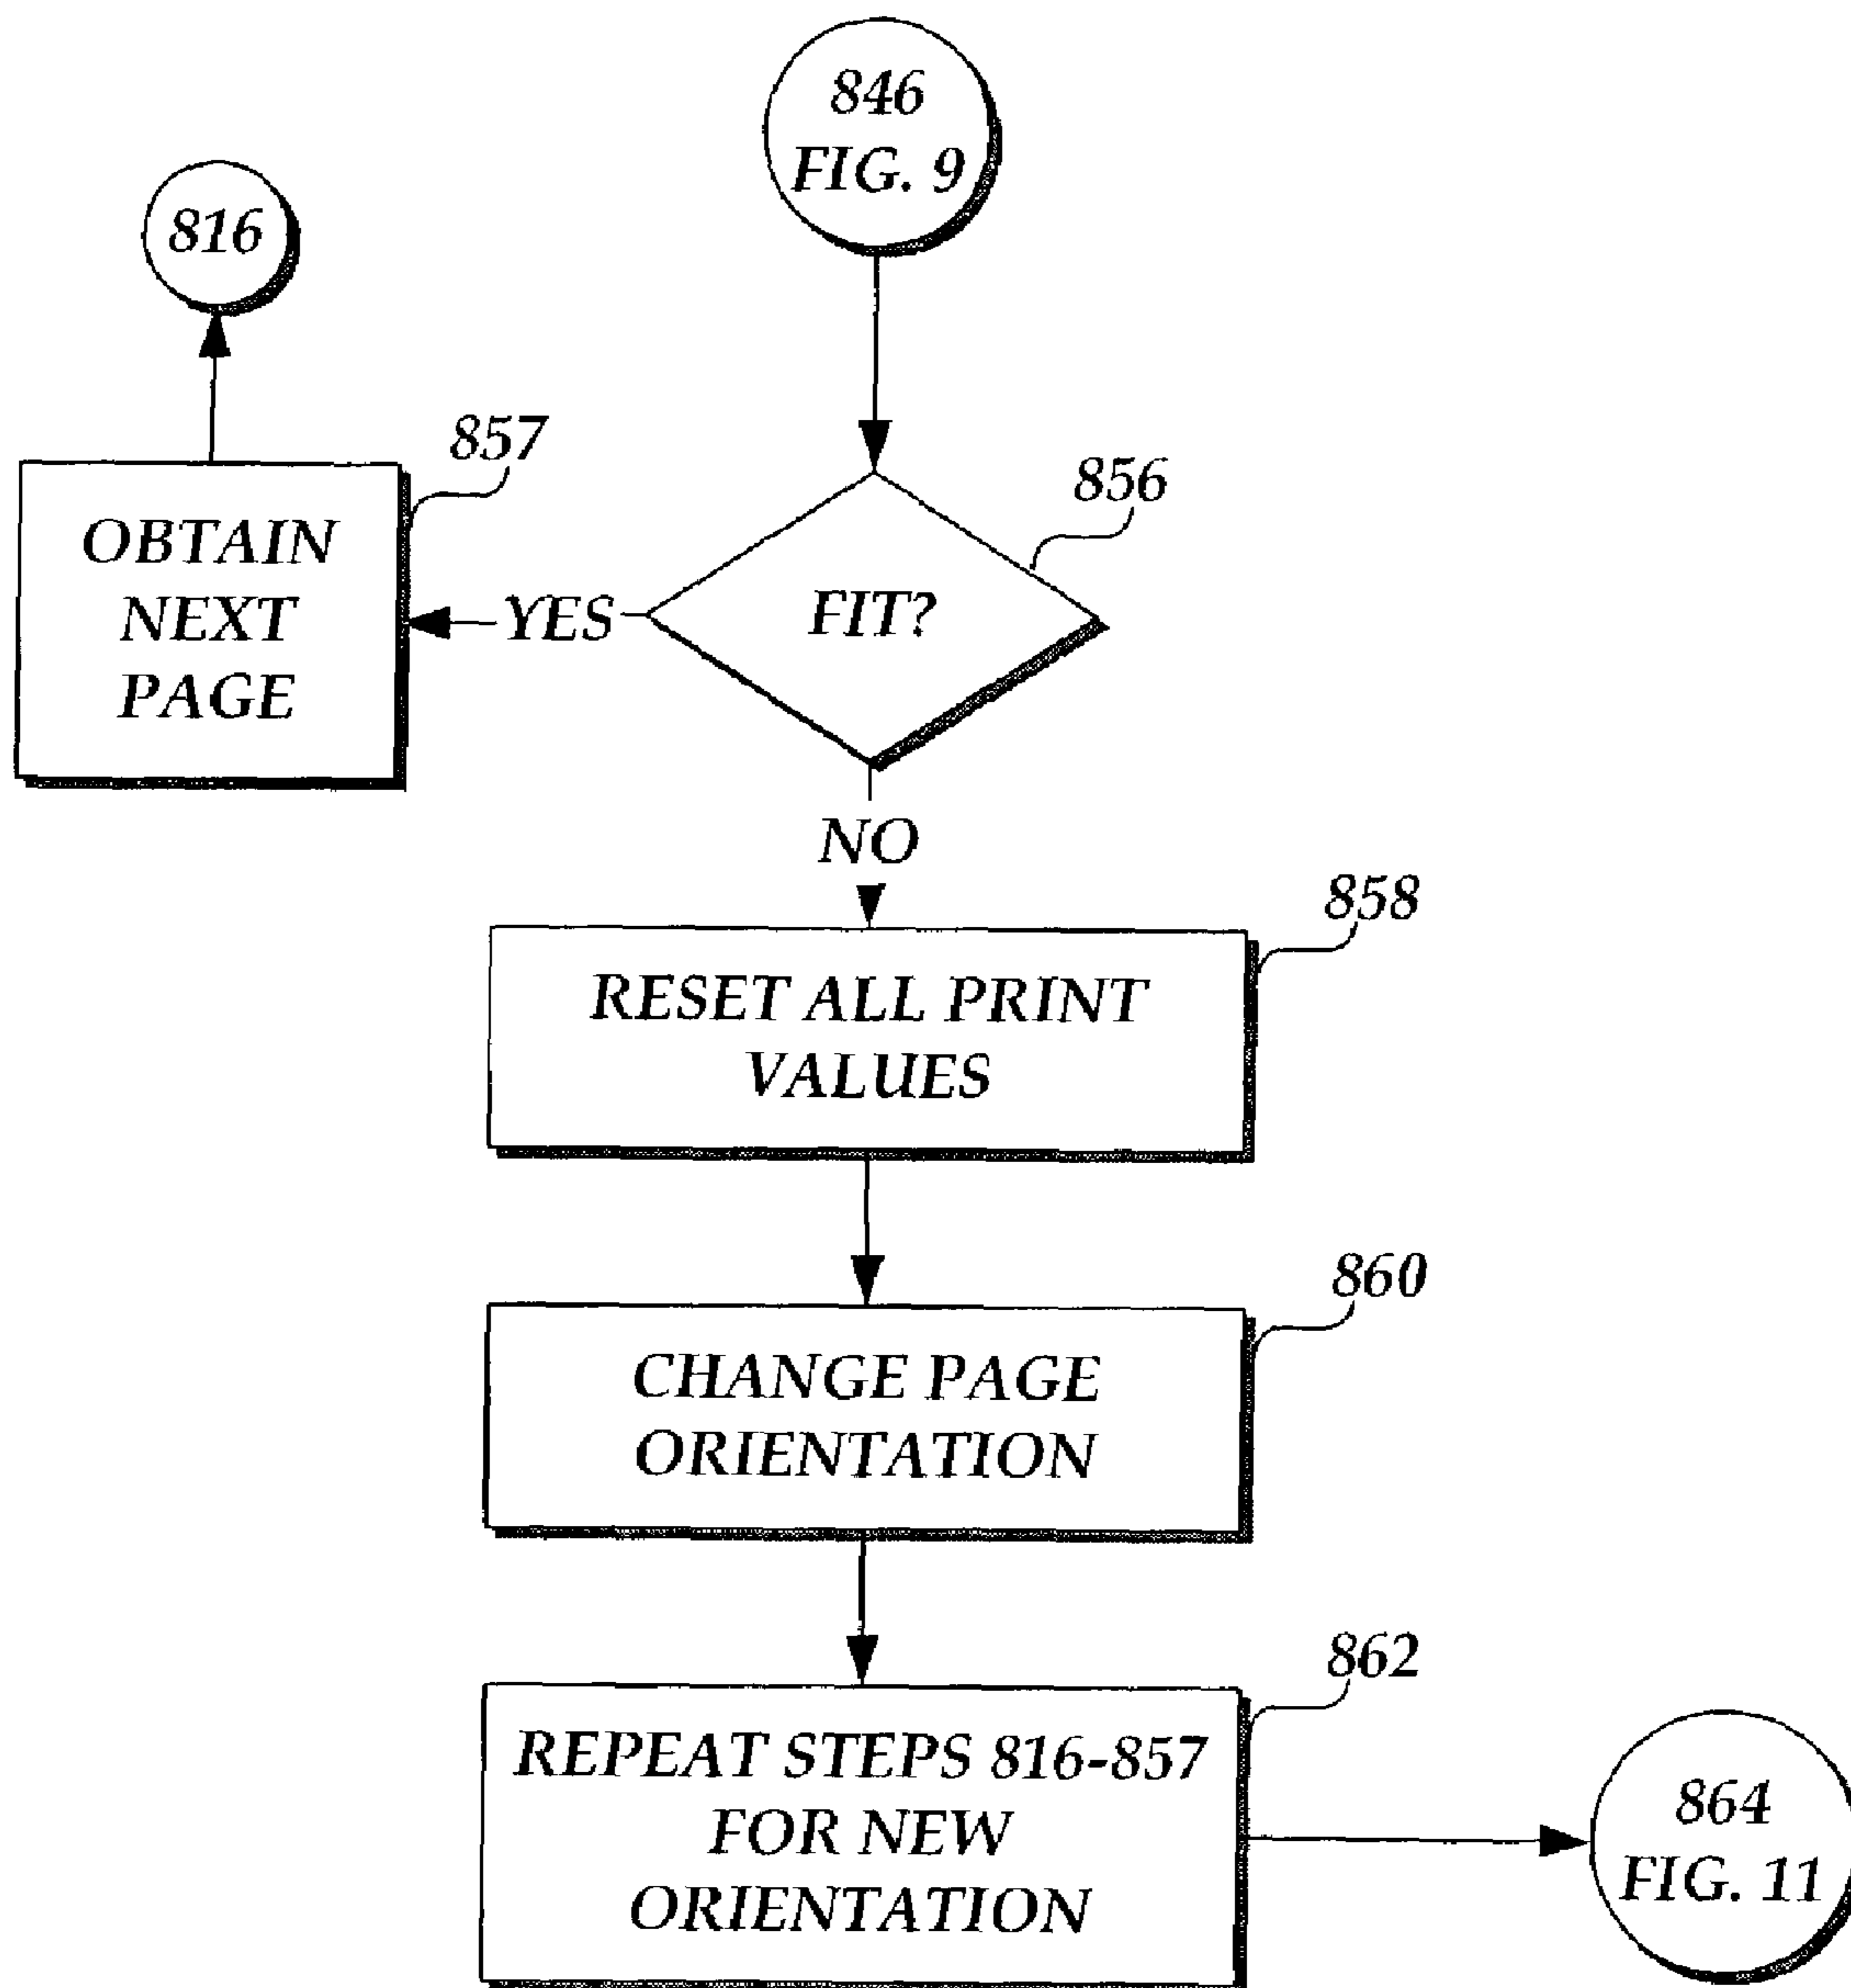 846
FIG. 9
816
857
OBTAIN
NEXT
PAGE
YES
FIT?
856
NO
858
RESET ALL PRINT
VALUES
860
CHANGE PAGE
ORIENTATION
862
REPEAT STEPS 816-857
FOR NEW
ORIENTATION
864
FIG. 11